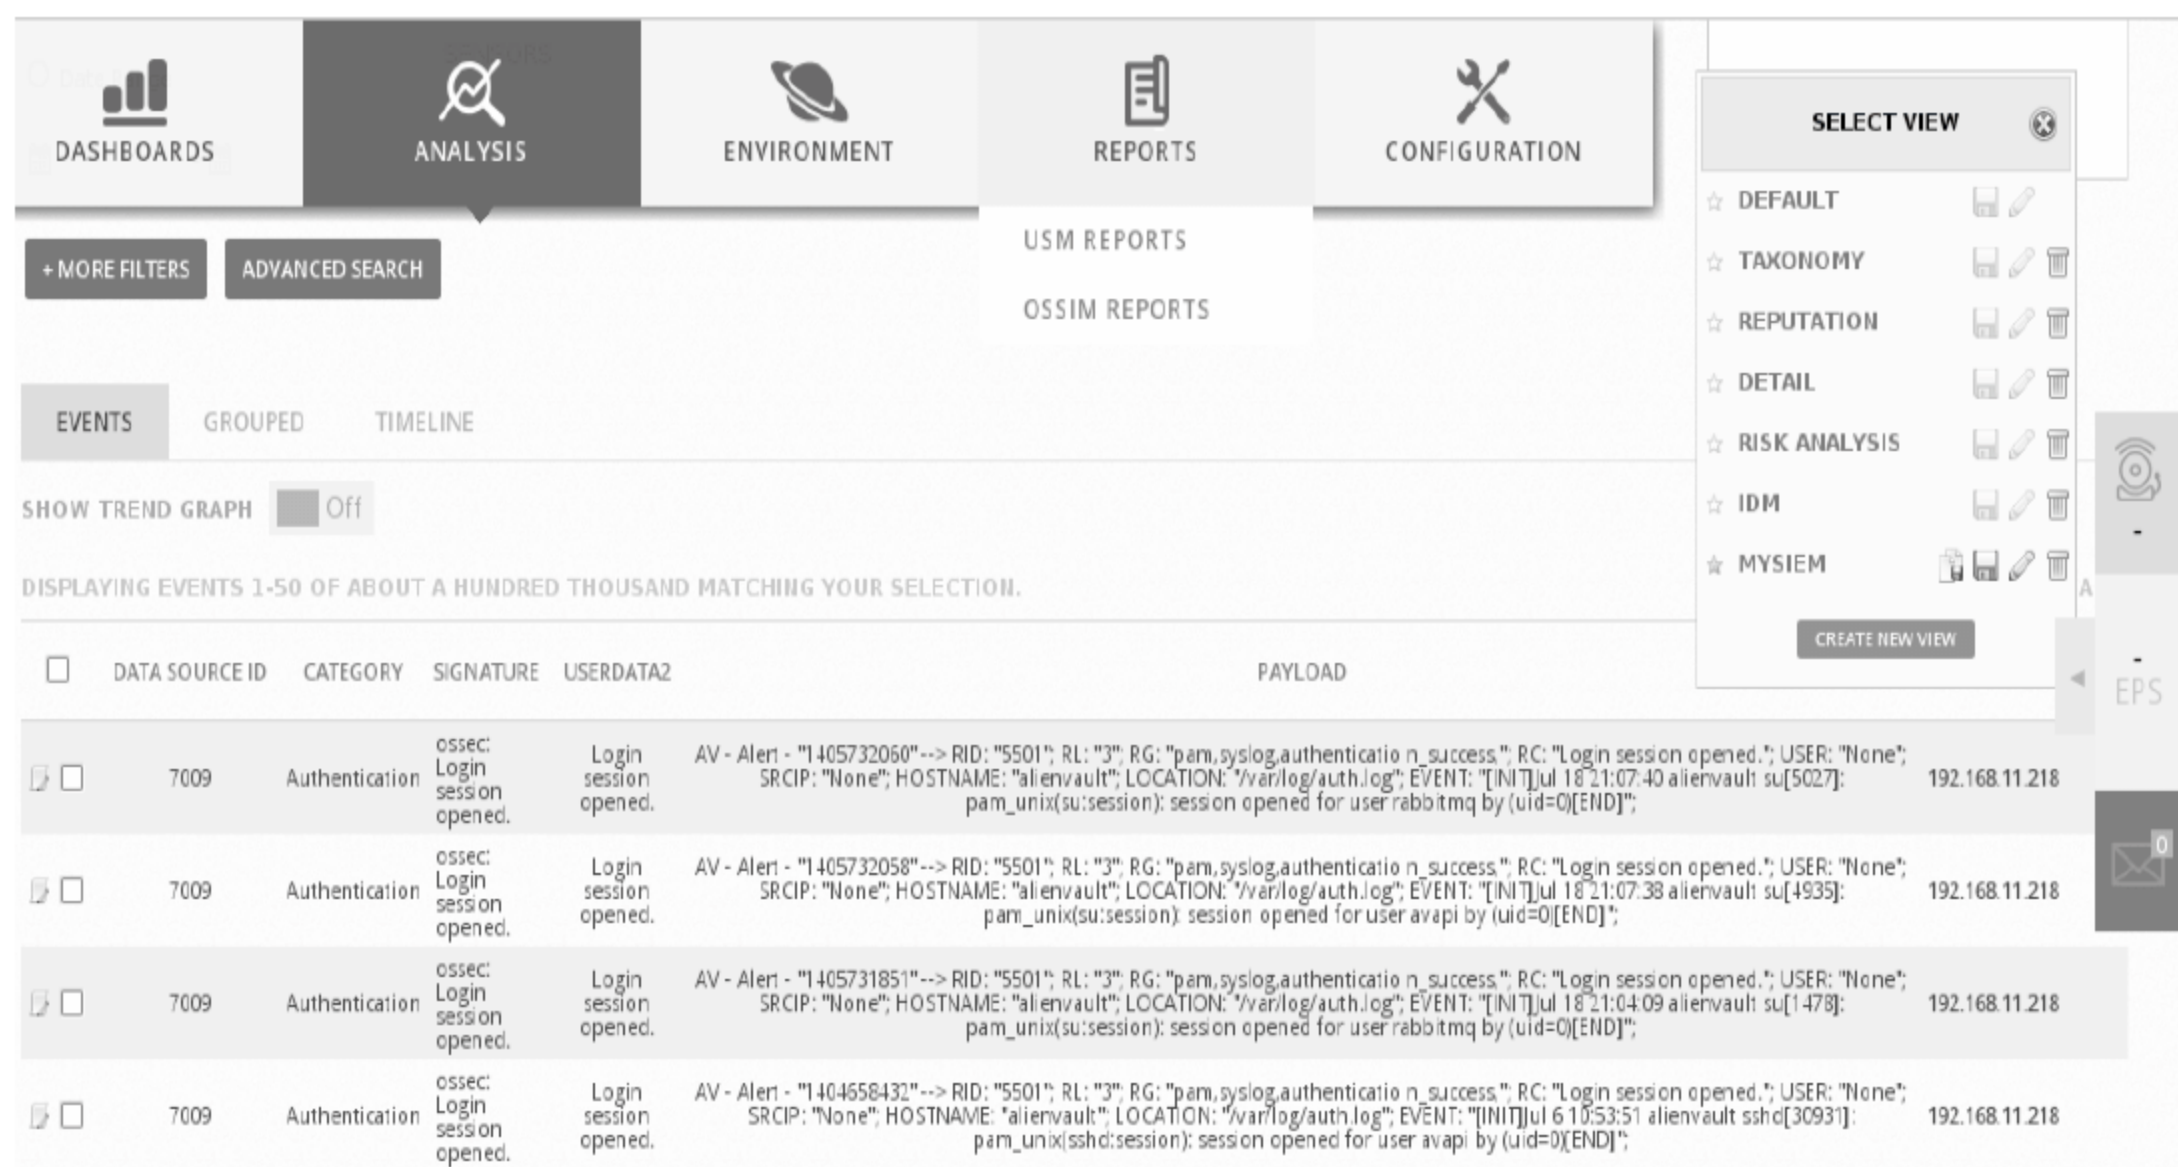 DASHBOARDS
ANALYSIS
ENVIRONMENT
REPORTS
CONFIGURATION
USM REPORTS
OSSIM REPORTS
+ MORE FILTERS
ADVANCED SEARCH
EVENTS
GROUPED
TIMELINE
SHOW TREND GRAPH
Off
DISPLAYING EVENTS 1-50 OF ABOUT A HUNDRED THOUSAND MATCHING YOUR SELECTION.
SELECT VIEW
DEFAULT
TAXONOMY
REPUTATION
DETAIL
RISK ANALYSIS
IDM
MYSIEM
CREATE NEW VIEW
A
-
-
EPS
0
DATA SOURCE ID
CATEGORY
SIGNATURE
USERDATA2
PAYLOAD
7009
Authentication
ossec:
Login
session
opened.
Login
session
opened.
AV - Alert - "1405732060"--> RID: "5501"; RL: "3"; RG: "pam,syslog,authenticatio n_success,"; RC: "Login session opened."; USER: "None";
SRCIP: "None"; HOSTNAME: "alienvault"; LOCATION: "/var/log/auth.log"; EVENT: "[INIT]Jul 18 21:07:40 alienvault su[5027]:
pam_unix(su:session): session opened for user rabbitmq by (uid=0)[END]";
192.168.11.218
7009
Authentication
ossec:
Login
session
opened.
Login
session
opened.
AV - Alert - "1405732058"--> RID: "5501"; RL: "3"; RG: "pam,syslog,authenticatio n_success,"; RC: "Login session opened."; USER: "None";
SRCIP: "None"; HOSTNAME: "alienvault"; LOCATION: "/var/log/auth.log"; EVENT: "[INIT]Jul 18 21:07:38 alienvault su[4935]:
pam_unix(su:session): session opened for user avapi by (uid=0)[END]";
192.168.11.218
7009
Authentication
ossec:
Login
session
opened.
Login
session
opened.
AV - Alert - "1405731851"--> RID: "5501"; RL: "3"; RG: "pam,syslog,authenticatio n_success,"; RC: "Login session opened."; USER: "None";
SRCIP: "None"; HOSTNAME: "alienvault"; LOCATION: "/var/log/auth.log"; EVENT: "[INIT]Jul 18 21:04:09 alienvault su[1478]:
pam_unix(su:session): session opened for user rabbitmq by (uid=0)[END]";
192.168.11.218
7009
Authentication
ossec:
Login
session
opened.
Login
session
opened.
AV - Alert - "1404658432"--> RID: "5501"; RL: "3"; RG: "pam,syslog,authenticatio n_success,"; RC: "Login session opened."; USER: "None";
SRCIP: "None"; HOSTNAME: "alienvault"; LOCATION: "/var/log/auth.log"; EVENT: "[INIT]Jul 6 10:53:51 alienvault sshd[30931]:
pam_unix(sshd:session): session opened for user avapi by (uid=0)[END]";
192.168.11.218